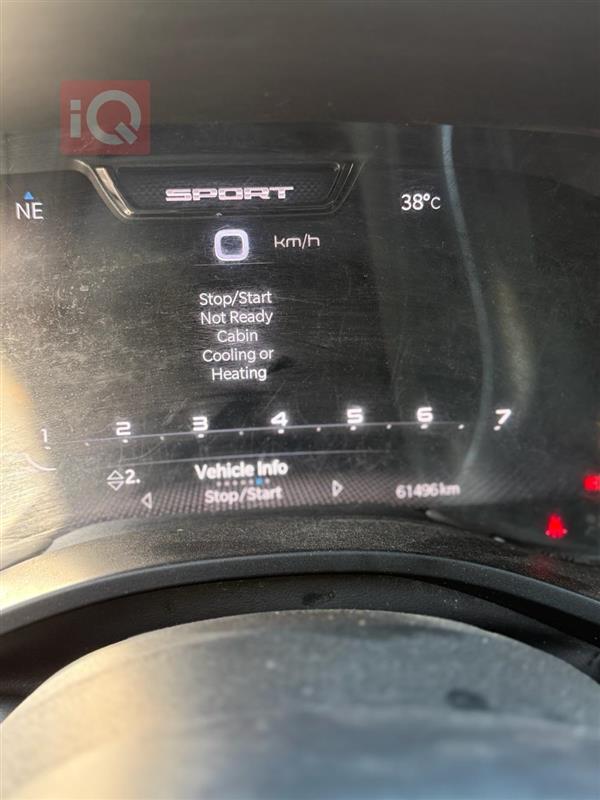 iQ
SPORT
NE
38°C
0 km/h
Stop/Start
Not Ready
Cabin
Cooling or
Heating
1 2 3 4 5 6 7
2.
Vehicle Info
Stop/Start
61496 km